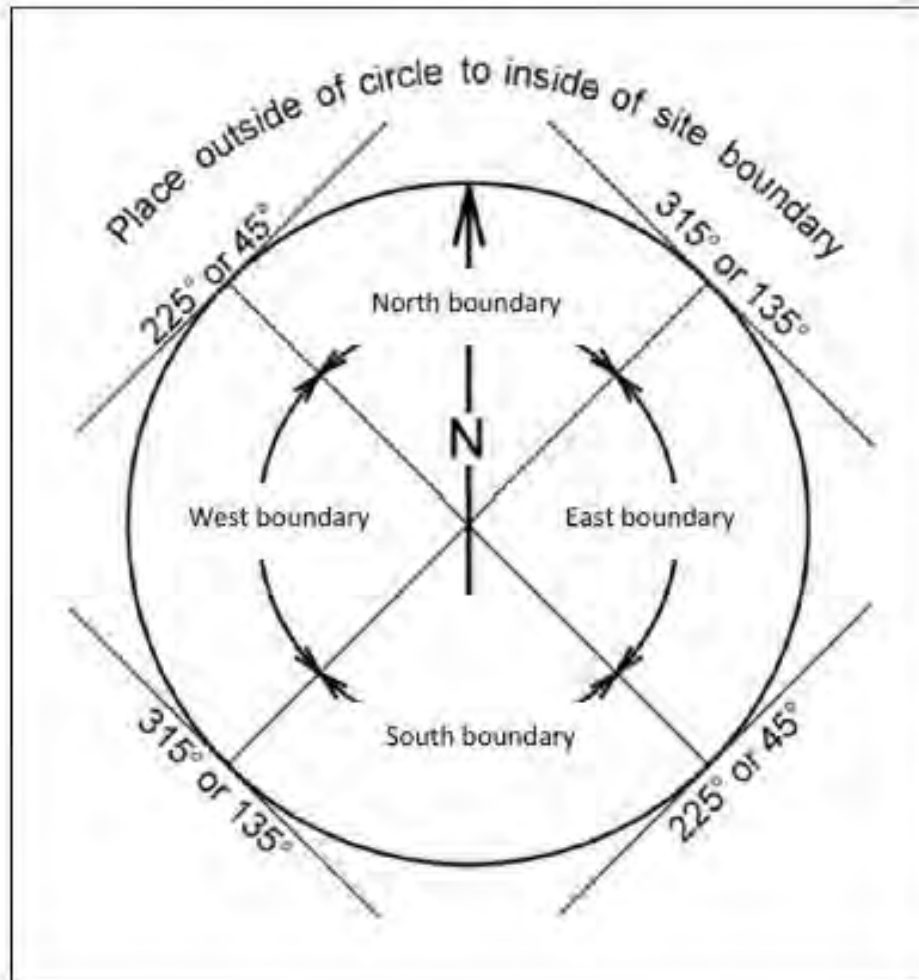 Place outside of circle to inside of site boundary
225° or 45°
315° or 135°
North boundary
N
West boundary
East boundary
South boundary
315° or 135°
225° or 45°